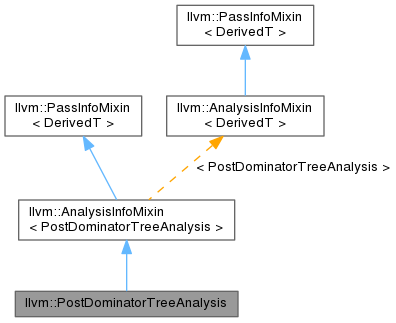 llvm::PassInfoMixin
< DerivedT >
llvm::PassInfoMixin
< DerivedT >
llvm::AnalysisInfoMixin
< DerivedT >
< PostDominatorTreeAnalysis >
llvm::AnalysisInfoMixin
< PostDominatorTreeAnalysis >
llvm::PostDominatorTreeAnalysis